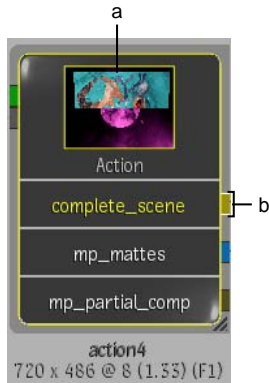 a
Action
complete_scene
b
mp_mattes
mp_partial_comp
action4
720 x 486 @ 8 (1.33) (F1)